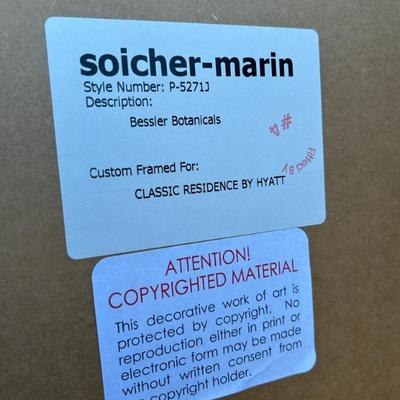 soicher-marin
Style Number: P-5271J
Description:
Bessler Botanicals
#4
Fitted By
Custom Framed For:
CLASSIC RESIDENCE BY HYATT
ATTENTION!
COPYRIGHTED MATERIAL
This decorative work of art is
protected by copyright. No
reproduction either in print or
electronic form may be made
without written consent from
copyright holder.